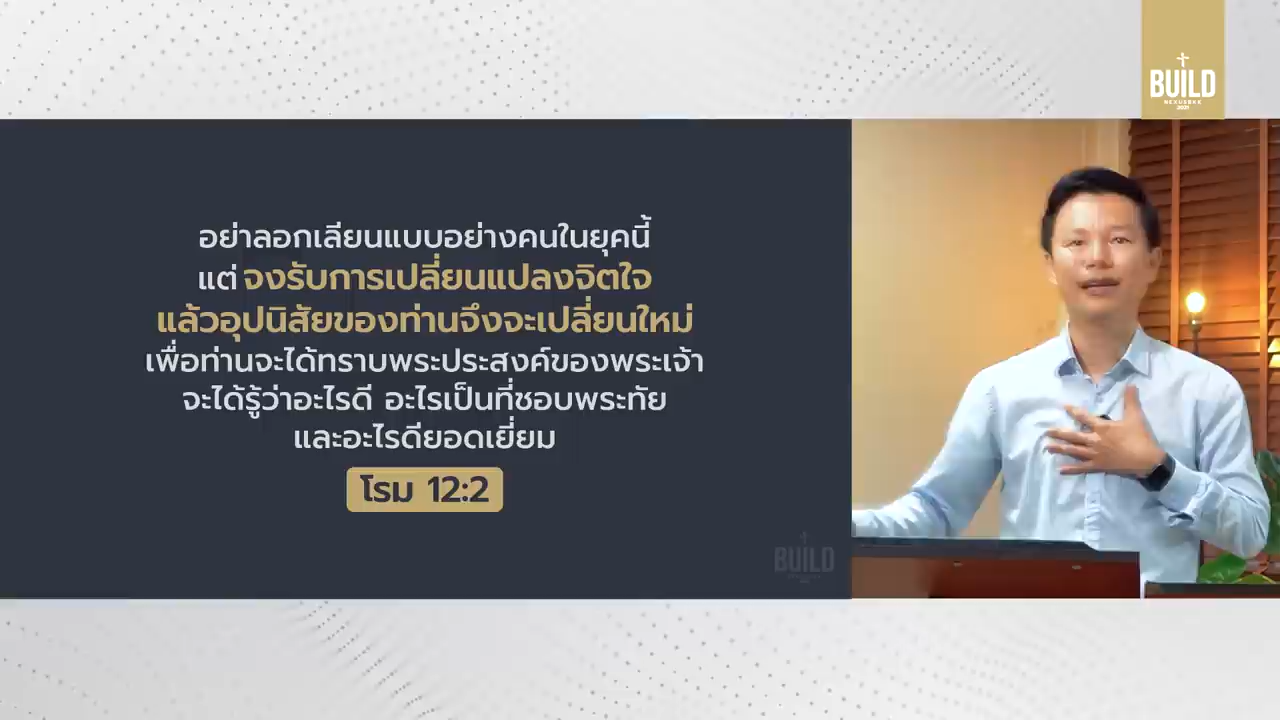 BUILD
NEXUSBKK
2021
อย่าลอกเลียนแบบอย่างคนในยุคนี้
แต่ จงรับการเปลี่ยนแปลงจิตใจ
แล้วอุปนิสัยของท่านจึงจะเปลี่ยนใหม่
เพื่อท่านจะได้ทราบพระประสงค์ของพระเจ้า
จะได้รู้ว่าอะไรดี อะไรเป็นที่ชอบพระทัย
และอะไรดียอดเยี่ยม
โรม 12:2
BUILD